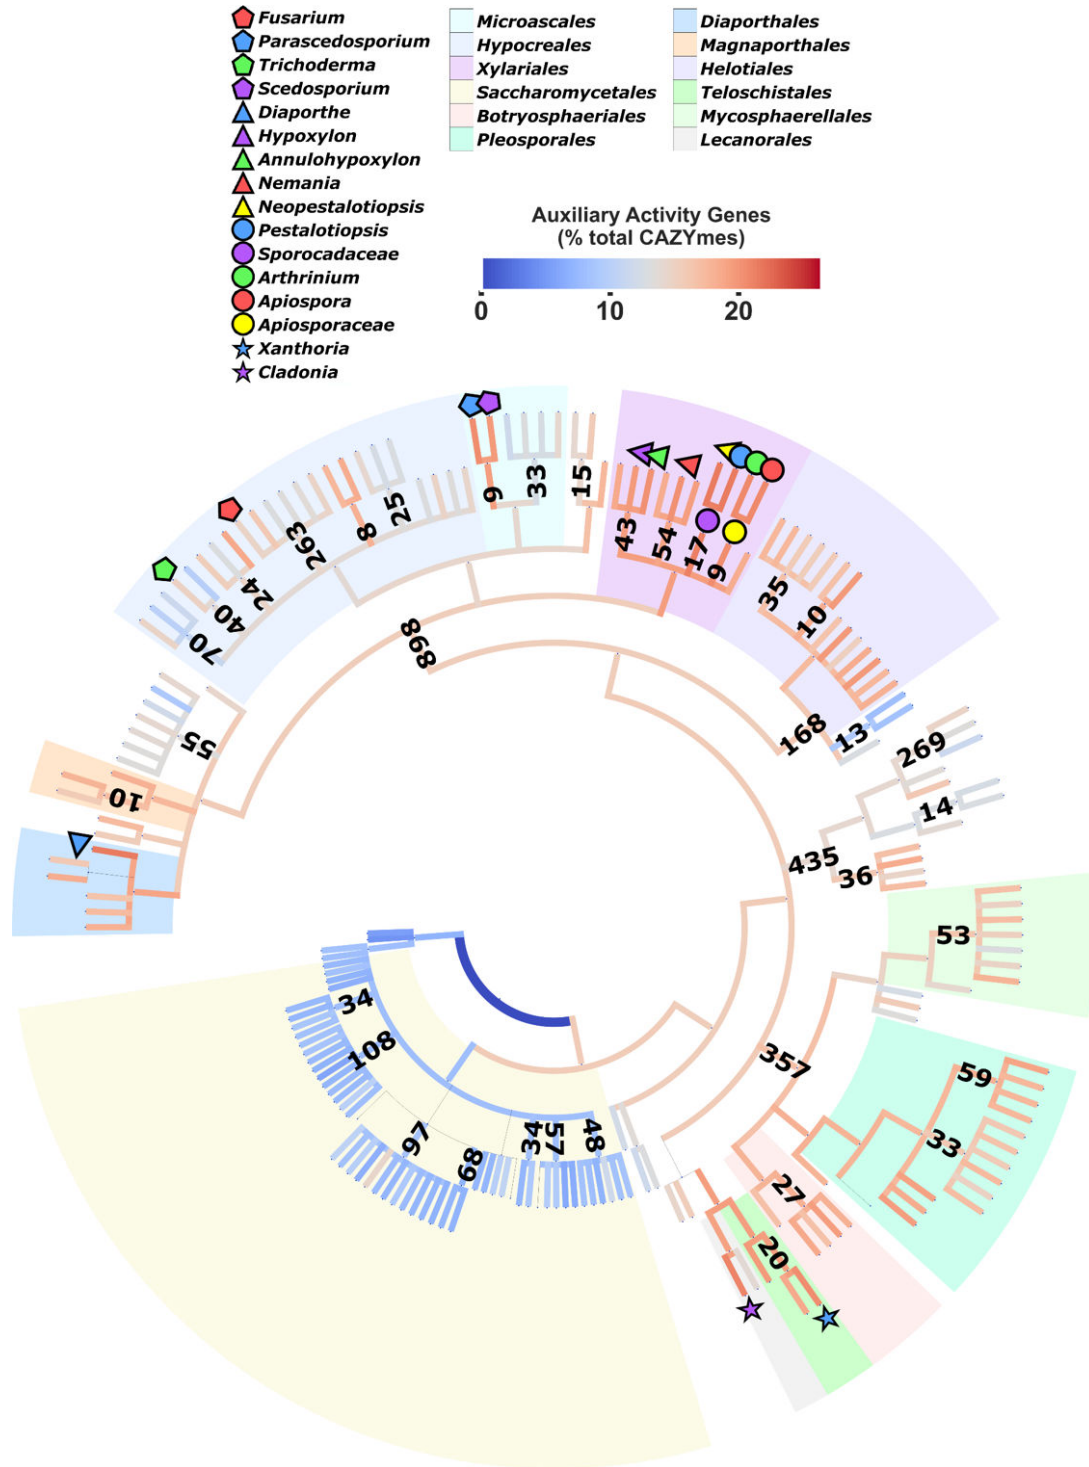 Fusarium
Parascedosporium
Trichoderma
Scedosporium
Diaporthe
Hypoxylon
Annulohypoxylon
Nemania
Neopestalotiopsis
Pestalotiopsis
Sporocadaceae
Arthrinium
Apiospora
Apiosporaceae
Xanthoria
Cladonia
Microascales
Hypocreales
Xylariales
Saccharomycetales
Botryosphaeriales
Pleosporales
Diaporthales
Magnaporthales
Helotiales
Teloschistales
Mycosphaerellales
Lecanorales
Auxiliary Activity Genes
(% total CAZYmes)
0 10 20
9
33
15
43
54
17
9
25
8
263
24
40
70
35
10
898
168
13
269
55
14
10
435
36
53
34
108
357
59
33
97
68
34
57
48
27
20